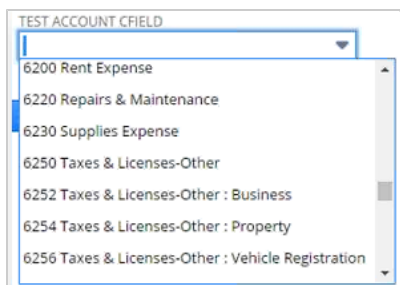 TEST ACCOUNT CFIELD
6200 Rent Expense
6220 Repairs & Maintenance
6230 Supplies Expense
6250 Taxes & Licenses-Other
6252 Taxes & Licenses-Other : Business
6254 Taxes & Licenses-Other : Property
6256 Taxes & Licenses-Other : Vehicle Registration